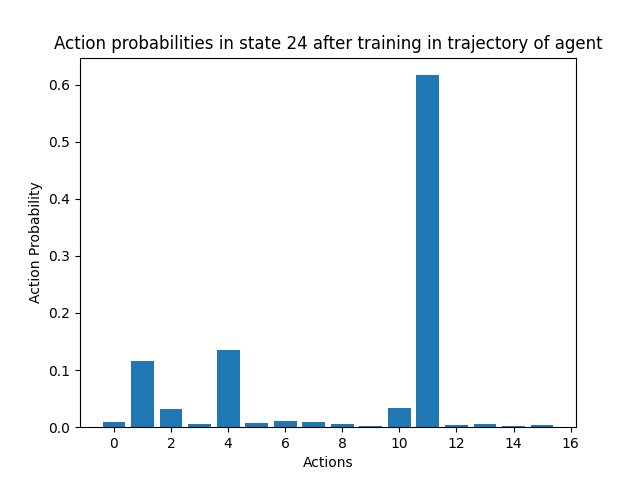 Action probabilities in state 24 after training in trajectory of agent
0.6
0.5
0.4
0.3
0.2
0.1
0.0
Action Probability
0 2 4 6 8 10 12 14 16
Actions